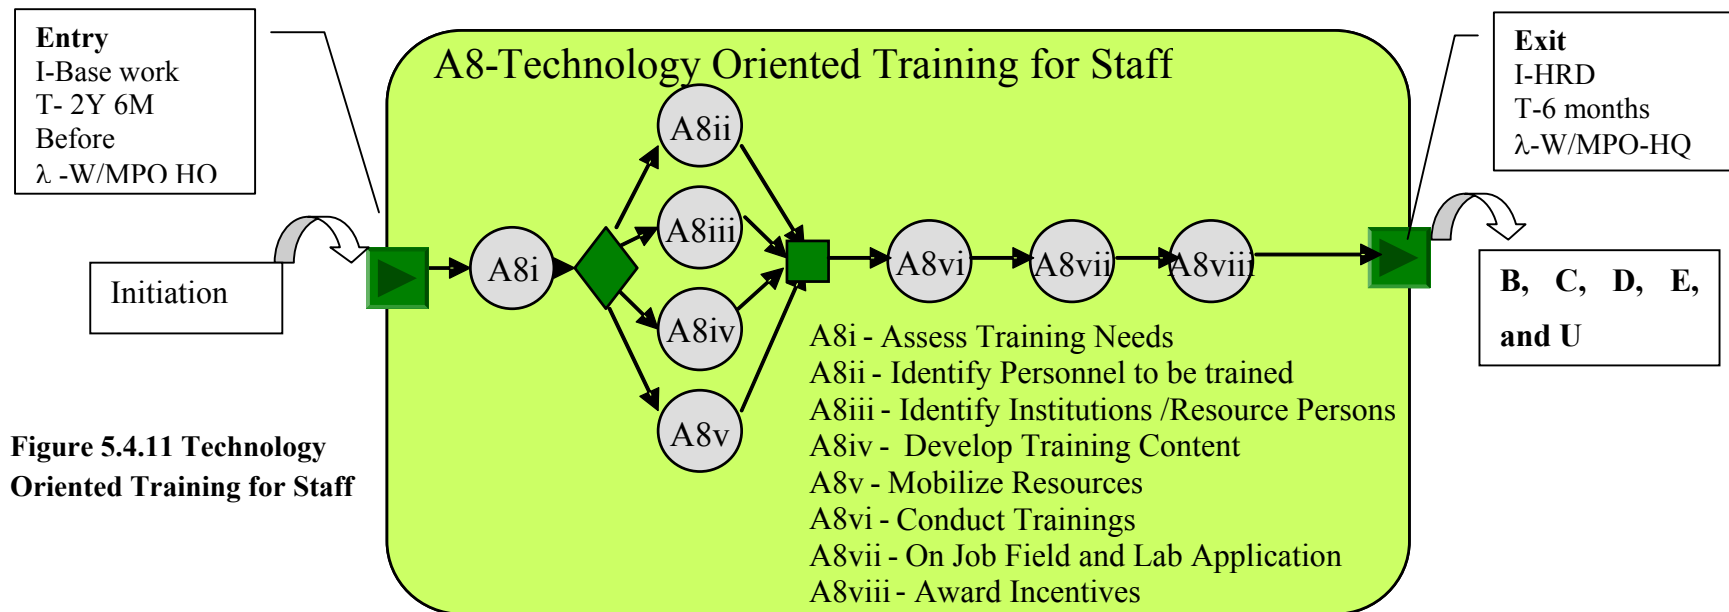 Entry
I-Base work
T- 2Y 6M
Before
λ -W/MPO HQ
Initiation
A8-Technology Oriented Training for Staff
A8i
A8ii
A8iii
A8iv
A8v
A8vi
A8vii
A8viii
A8i - Assess Training Needs
A8ii - Identify Personnel to be trained
A8iii - Identify Institutions /Resource Persons
A8iv - Develop Training Content
A8v - Mobilize Resources
A8vi - Conduct Trainings
A8vii - On Job Field and Lab Application
A8viii - Award Incentives
Exit
I-HRD
T-6 months
λ-W/MPO-HQ
B, C, D, E,
and U
Figure 5.4.11 Technology
Oriented Training for Staff